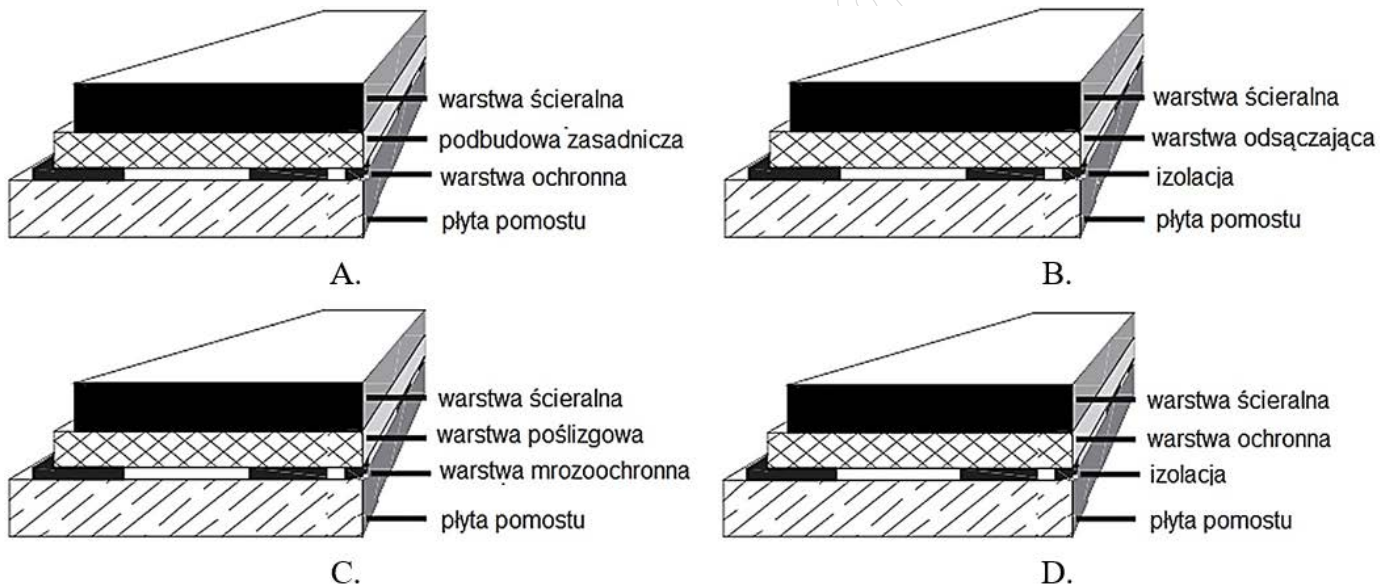 warstwa ścieralna
podbudowa zasadnicza
warstwa ochronna
płyta pomostu
A.
warstwa ścieralna
warstwa odsączająca
izolacja
płyta pomostu
B.
warstwa ścieralna
warstwa poślizgowa
warstwa mrozoochronna
płyta pomostu
C.
warstwa ścieralna
warstwa ochronna
izolacja
płyta pomostu
D.